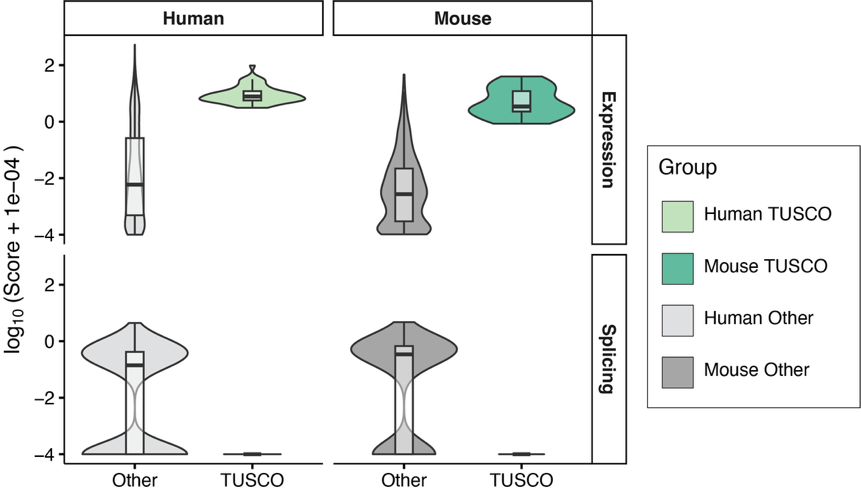 Human
Mouse
log₁₀ (Score + 1e−04 )
2
0
−2
−4
Expression
2
0
−2
−4
Splicing
Other
TUSCO
Other
TUSCO
Group
Human TUSCO
Mouse TUSCO
Human Other
Mouse Other